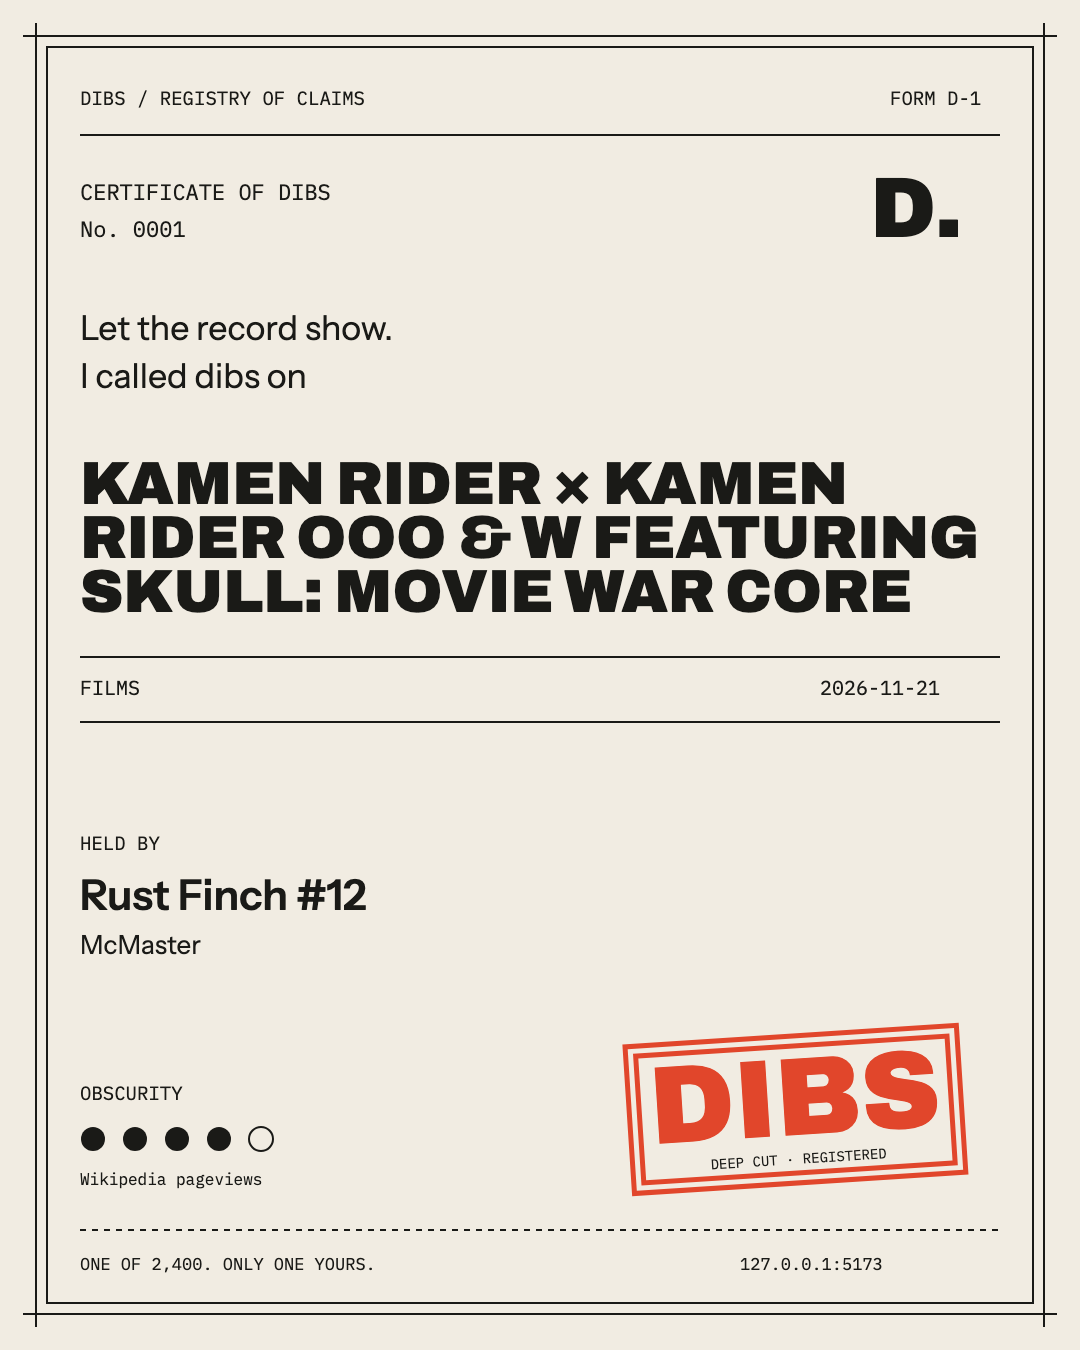 DIBS / REGISTRY OF CLAIMS
FORM D-1
CERTIFICATE OF DIBS
No. 0001
D.
Let the record show.
I called dibs on
KAMEN RIDER × KAMEN
RIDER OOO & W FEATURING
SKULL: MOVIE WAR CORE
FILMS
2026-11-21
HELD BY
Rust Finch #12
McMaster
OBSCURITY
Wikipedia pageviews
DIBS
DEEP CUT · REGISTERED
ONE OF 2,400. ONLY ONE YOURS.
127.0.0.1:5173